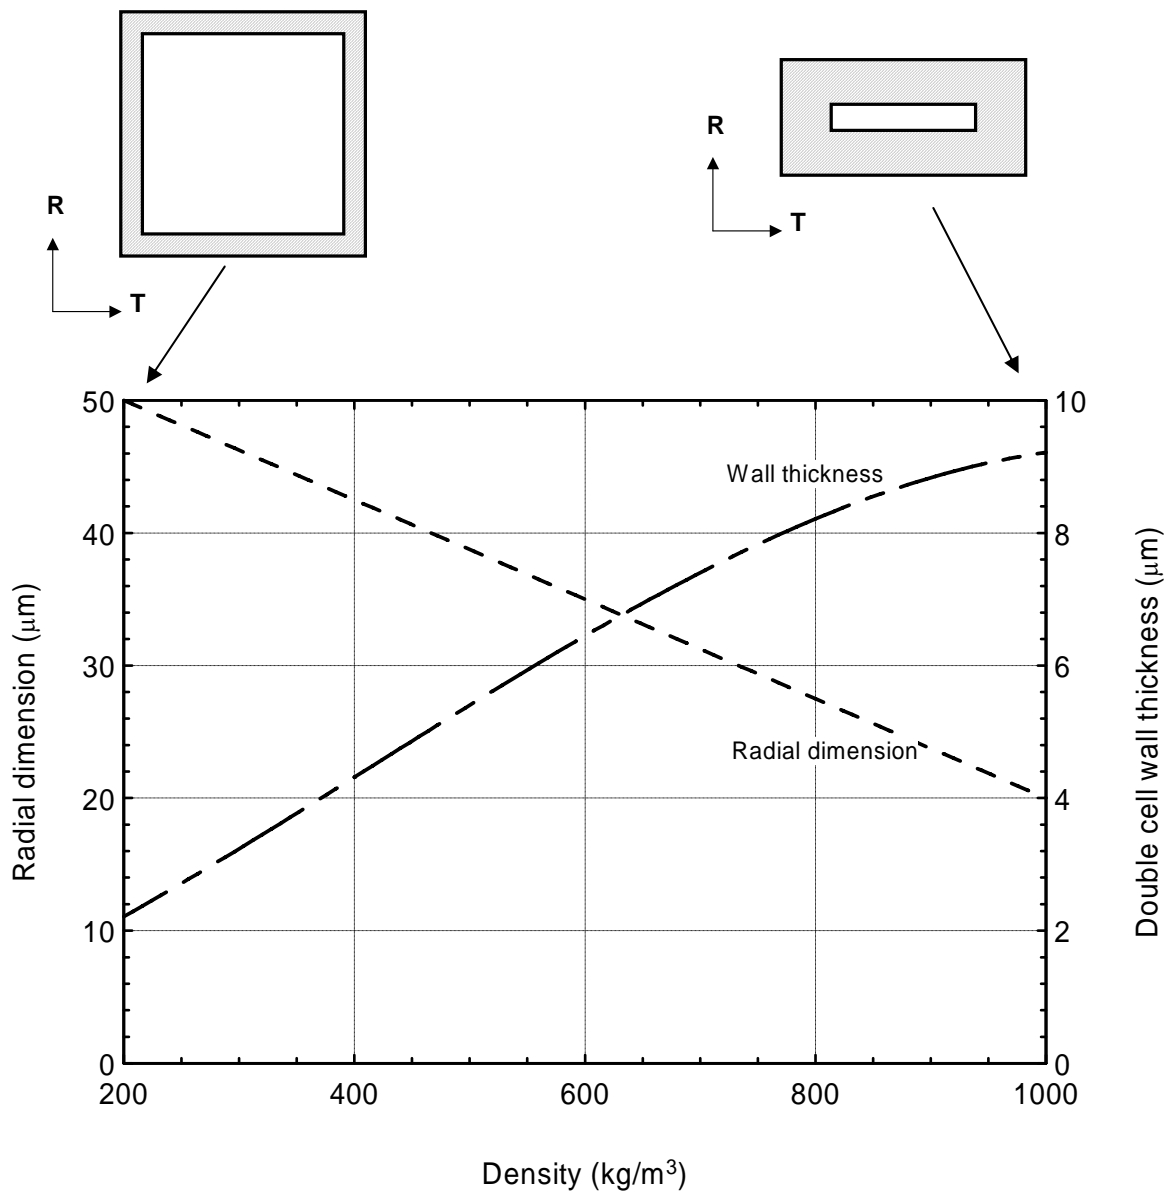 R
T
R
T
50
40
30
20
10
0
10
8
6
4
2
0
Wall thickness
Radial dimension
Radial dimension (μm)
Double cell wall thickness (μm)
200 400 600 800 1000
Density (kg/m³)